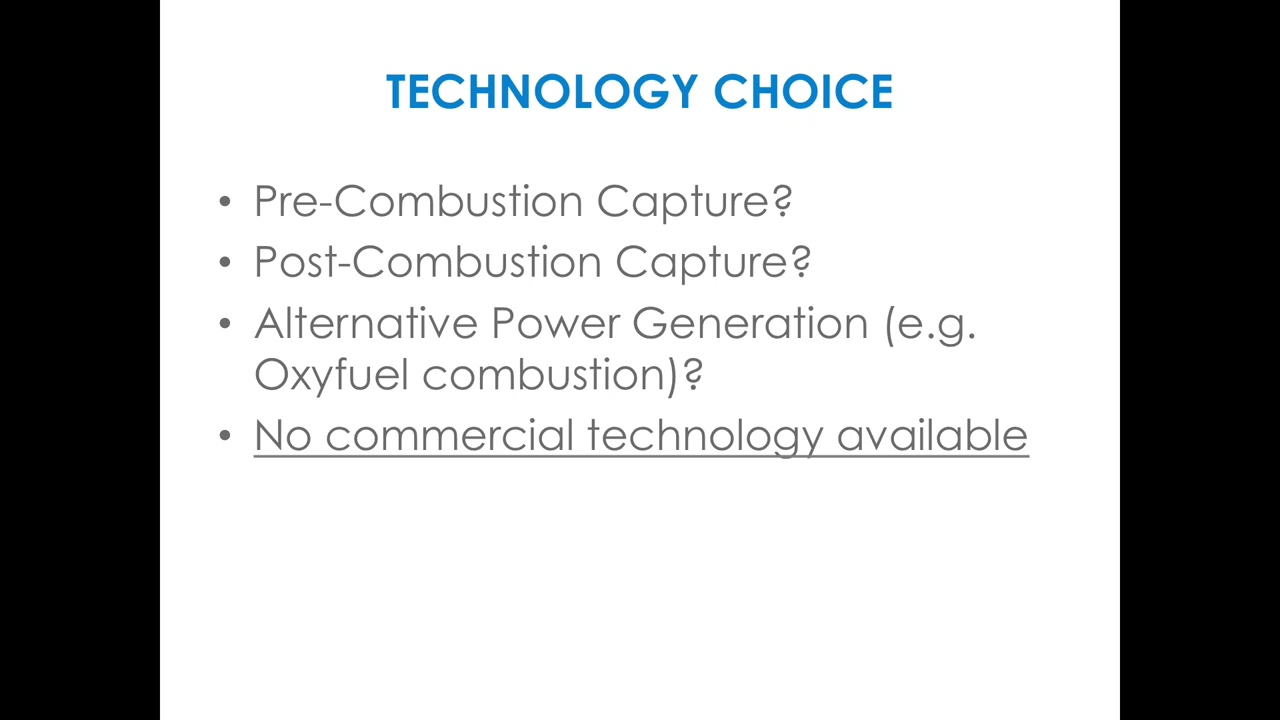 TECHNOLOGY CHOICE
• Pre-Combustion Capture?
• Post-Combustion Capture?
• Alternative Power Generation (e.g.
Oxyfuel combustion)?
• No commercial technology available